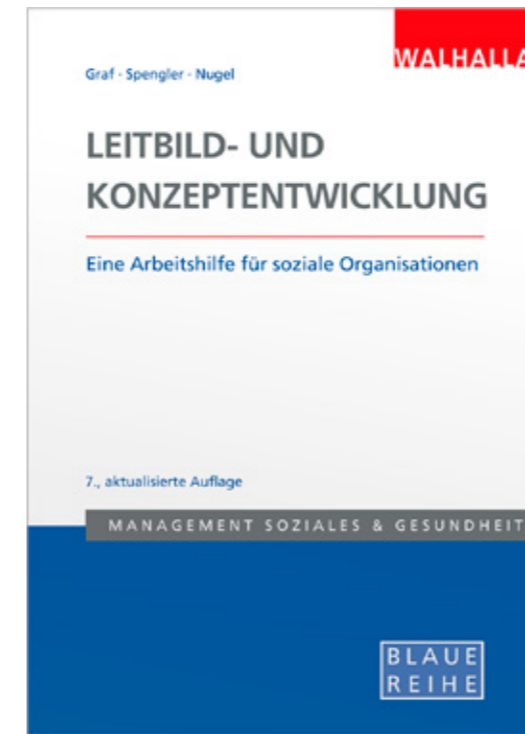 WALHALLA
Graf · Spengler · Nugel
LEITBILD- UND
KONZEPTENTWICKLUNG
Eine Arbeitshilfe für soziale Organisationen
7., aktualisierte Auflage
MANAGEMENT SOZIALES & GESUNDHEIT
BLAUE
REIHE